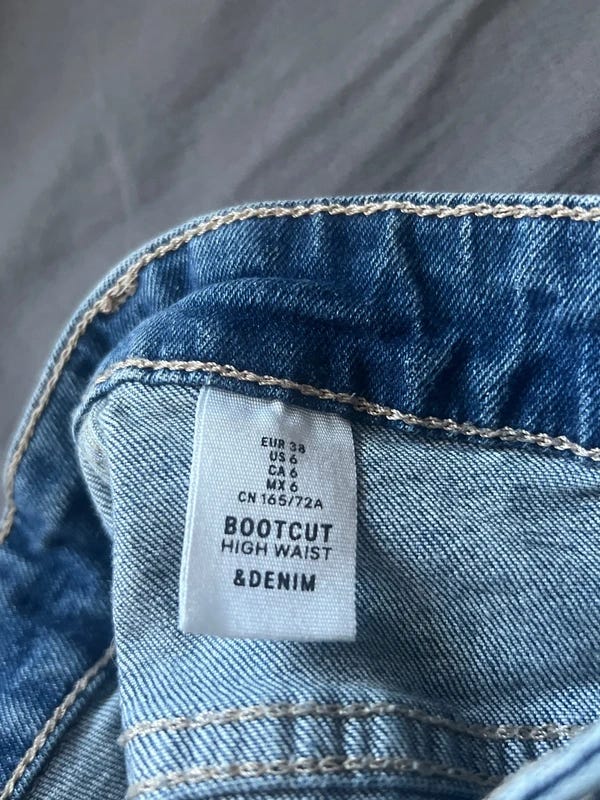 EUR 38
US 6
CA 6
MX 6
CN 165/72A
BOOTCUT
HIGH WAIST
&DENIM